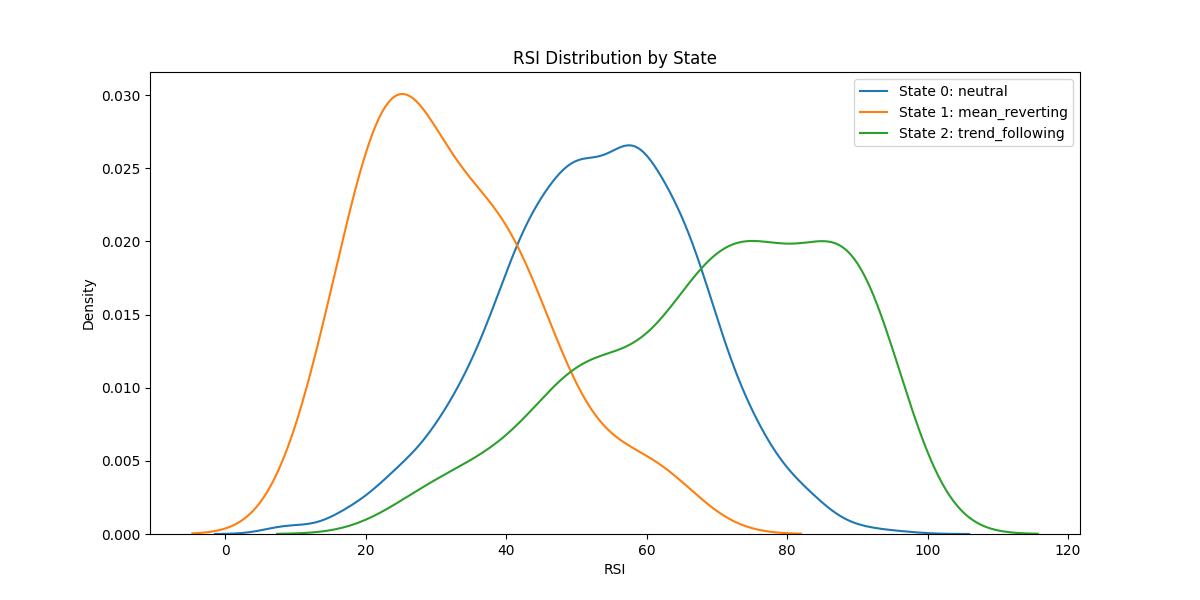 RSI Distribution by State
State 0: neutral
State 1: mean_reverting
State 2: trend_following
Density
0.030
0.025
0.020
0.015
0.010
0.005
0.000
0 20 40 60 80 100 120
RSI